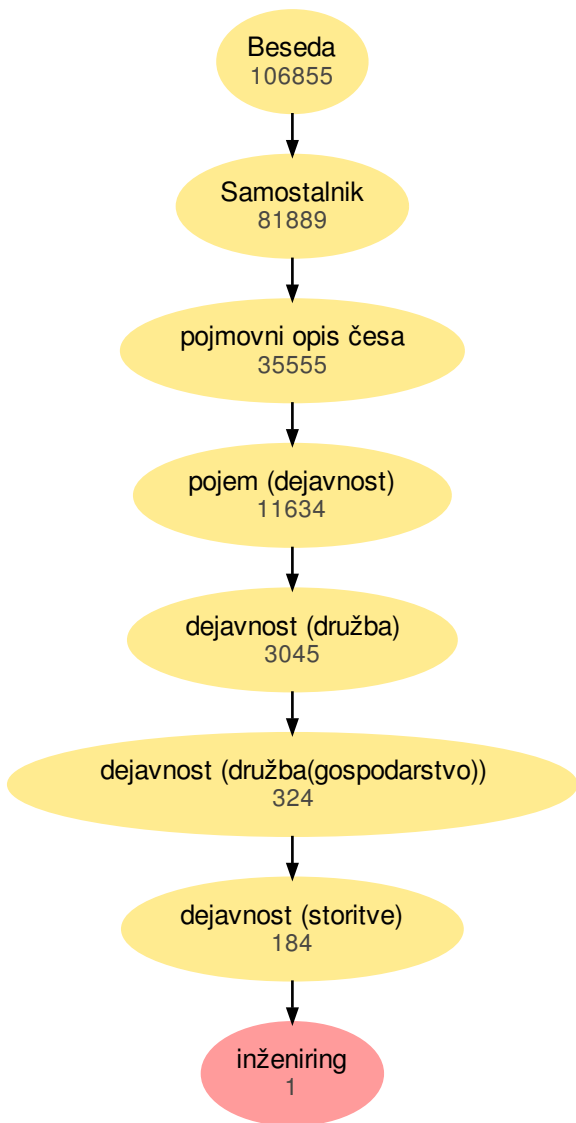 Beseda
106855
Samostalnik
81889
pojmovni opis česa
35555
pojem (dejavnost)
11634
dejavnost (družba)
3045
dejavnost (družba(gospodarstvo))
324
dejavnost (storitve)
184
inženiring
1